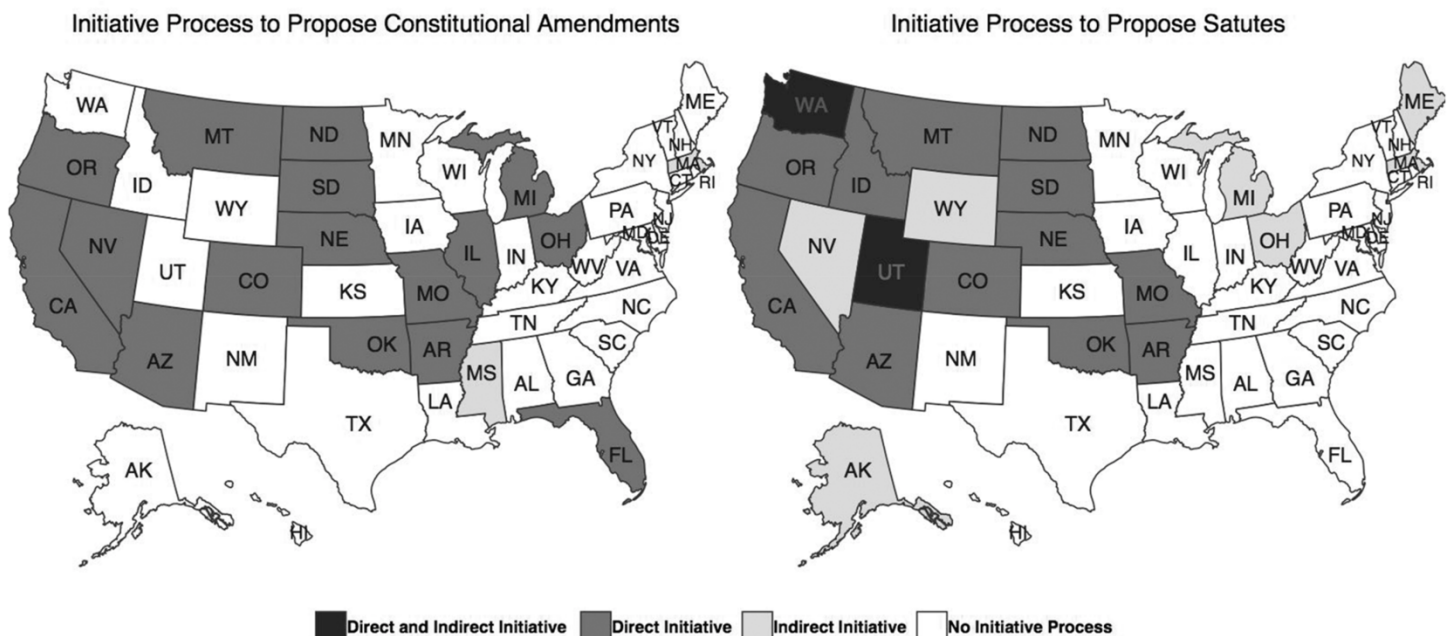 Initiative Process to Propose Constitutional Amendments
WA
MT
ND
MN
ME
VT
NH
OR
ID
SD
WI
NY
MA
CT
RI
WY
MI
IA
PA
NJ
NV
NE
MD
DE
UT
CO
IL
IN
OH
WV
VA
CA
KS
MO
KY
NC
TN
AZ
NM
OK
AR
SC
MS
AL
GA
LA
TX
FL
AK
HI
Initiative Process to Propose Satutes
WA
MT
ND
MN
ME
VT
NH
OR
ID
SD
WI
NY
MA
CT
RI
WY
MI
IA
PA
NJ
NV
NE
MD
DE
UT
CO
IL
IN
OH
WV
VA
CA
KS
MO
KY
NC
TN
AZ
NM
OK
AR
SC
MS
AL
GA
LA
TX
FL
AK
HI
Direct and Indirect Initiative
Direct Initiative
Indirect Initiative
No Initiative Process